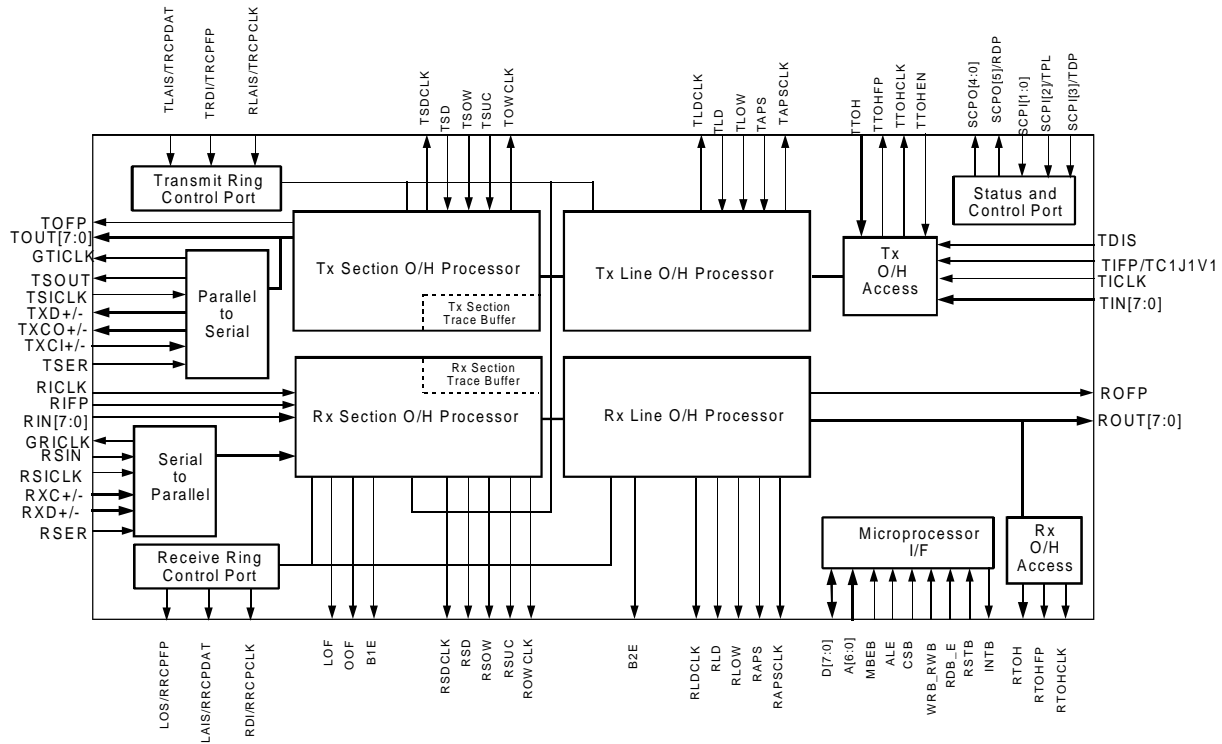 TLAIS/TRCPDAT
TRDI/TRCPFP
RLAIS/TRCPCLK
TSDCLK
TSD
TSOW
TSUC
TOWCLK
TLDCLK
TLD
TLOW
TAPS
TAPSCLK
TTOH
TTOHFP
TTOHCLK
TTOHEN
SCPO[4:0]
SCPO[5]/RDP
SCPI[1:0]
SCPI[2]/TPL
SCPI[3]/TDP
Transmit Ring
Control Port
Status and
Control Port
TOFP
TOUT[7:0]
GTICLK
TSOUT
TSICLK
TXD+/-
TXCO+/-
TXCI+/-
TSER
Parallel
to
Serial
Tx Section O/H Processor
Tx Section
Trace Buffer
Tx Line O/H Processor
Tx
O/H
Access
TDIS
TIFP/TC1J1V1
TICLK
TIN[7:0]
RICLK
RIFP
RIN[7:0]
GRICLK
RSIN
RSICLK
RXC+/-
RXD+/-
RSER
Serial
to
Parallel
Rx Section
Trace Buffer
Rx Section O/H Processor
Rx Line O/H Processor
ROFP
ROUT[7:0]
Receive Ring
Control Port
Microprocessor
I/F
Rx
O/H
Access
LOS/RRCPFP
LAIS/RRCPDAT
RDI/RRCPCLK
LOF
OOF
B1E
RSDCLK
RSD
RSOW
RSUC
ROWCLK
B2E
RLDCLK
RLD
RLOW
RAPS
RAPSCLK
D[7:0]
A[6:0]
MBEB
ALE
CSB
WRB_RWB
RDB_E
RSTB
INTB
RTOH
RTOHFP
RTOHCLK